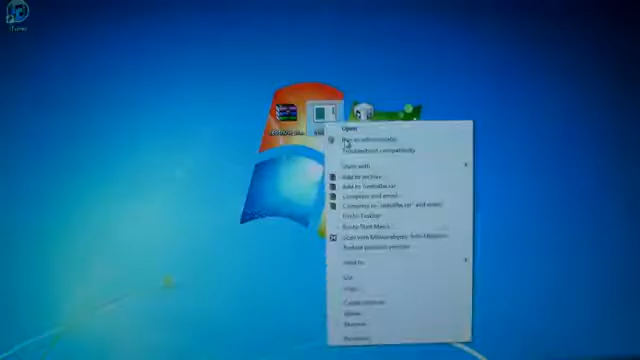 iTunes
Open
Run as administrator
Troubleshoot compatibility
Share with
Add to archive...
Compress and email...
Pin to Taskbar
Pin to Start Menu
Restore previous versions
Send to
Cut
Copy
Create shortcut
Delete
Rename
Properties